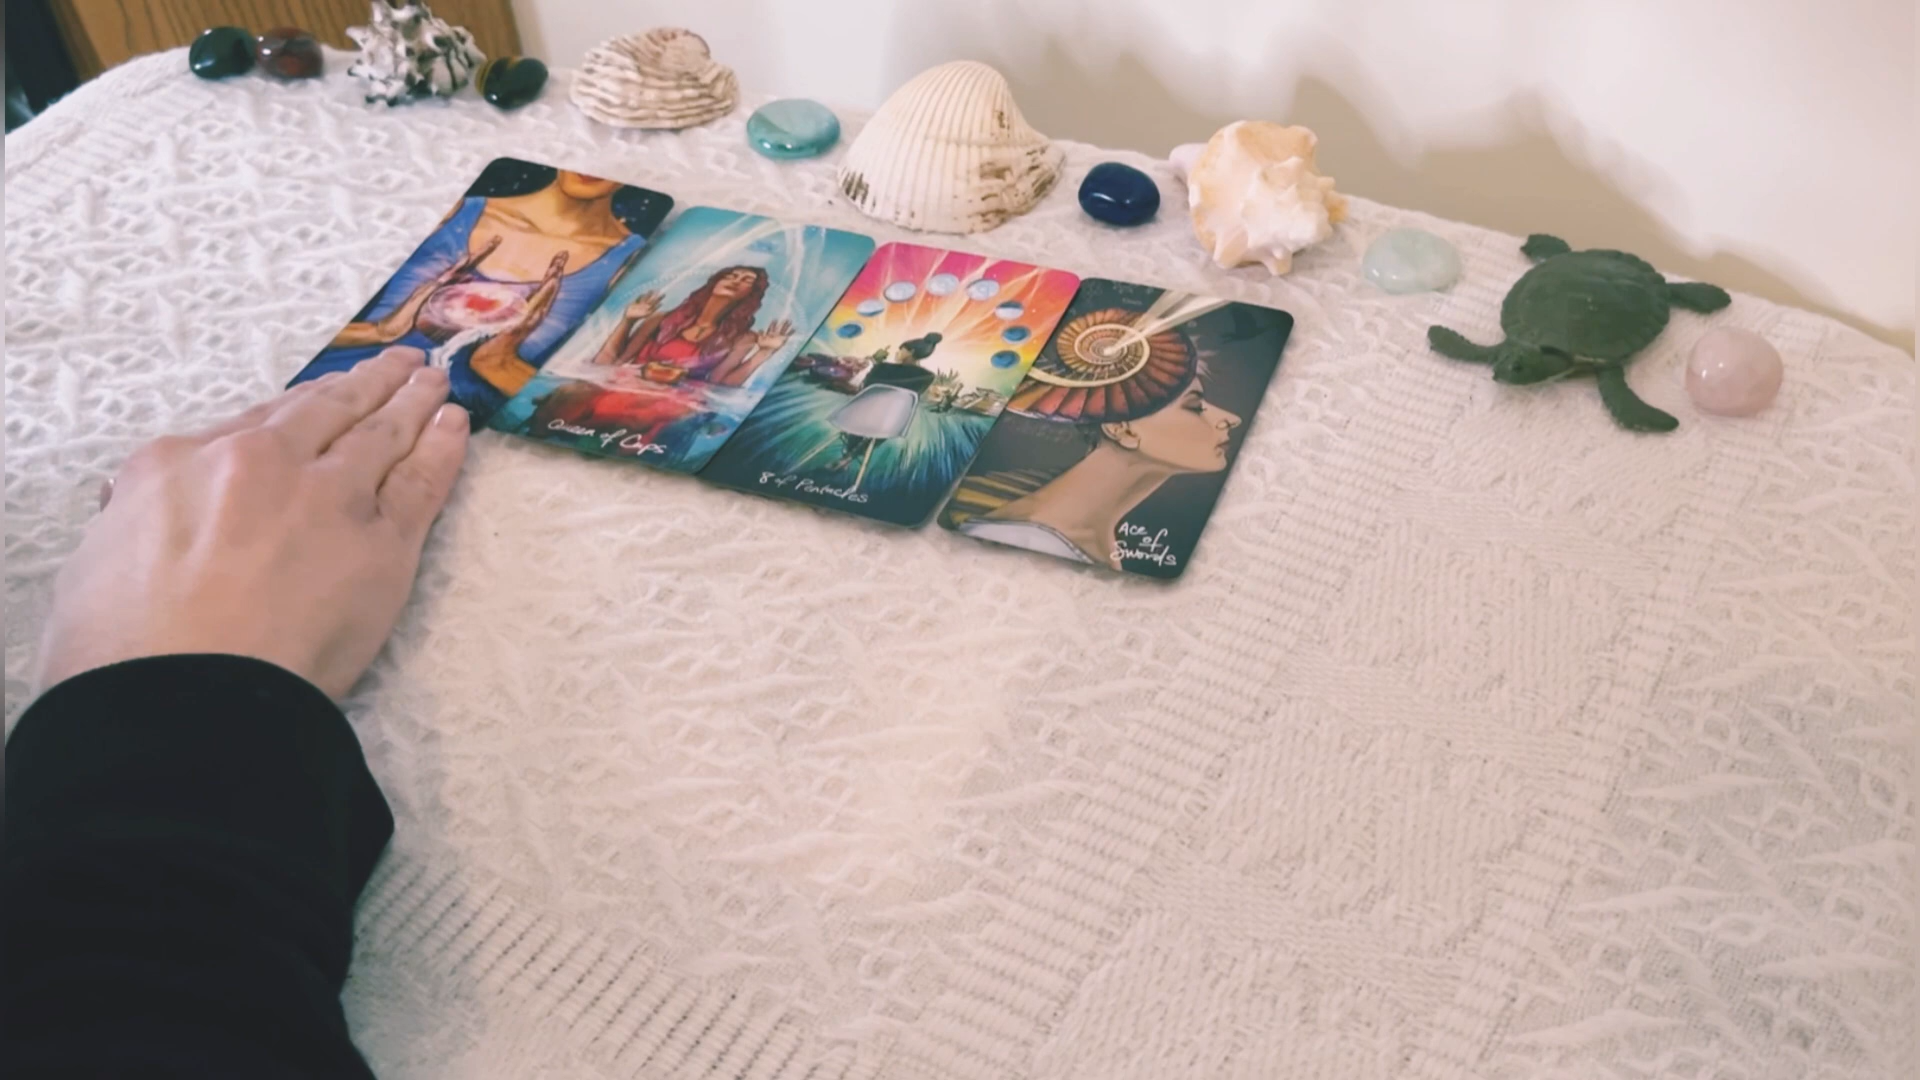 Queen of Cups
8 of Pentacles
Ace
of
Swords